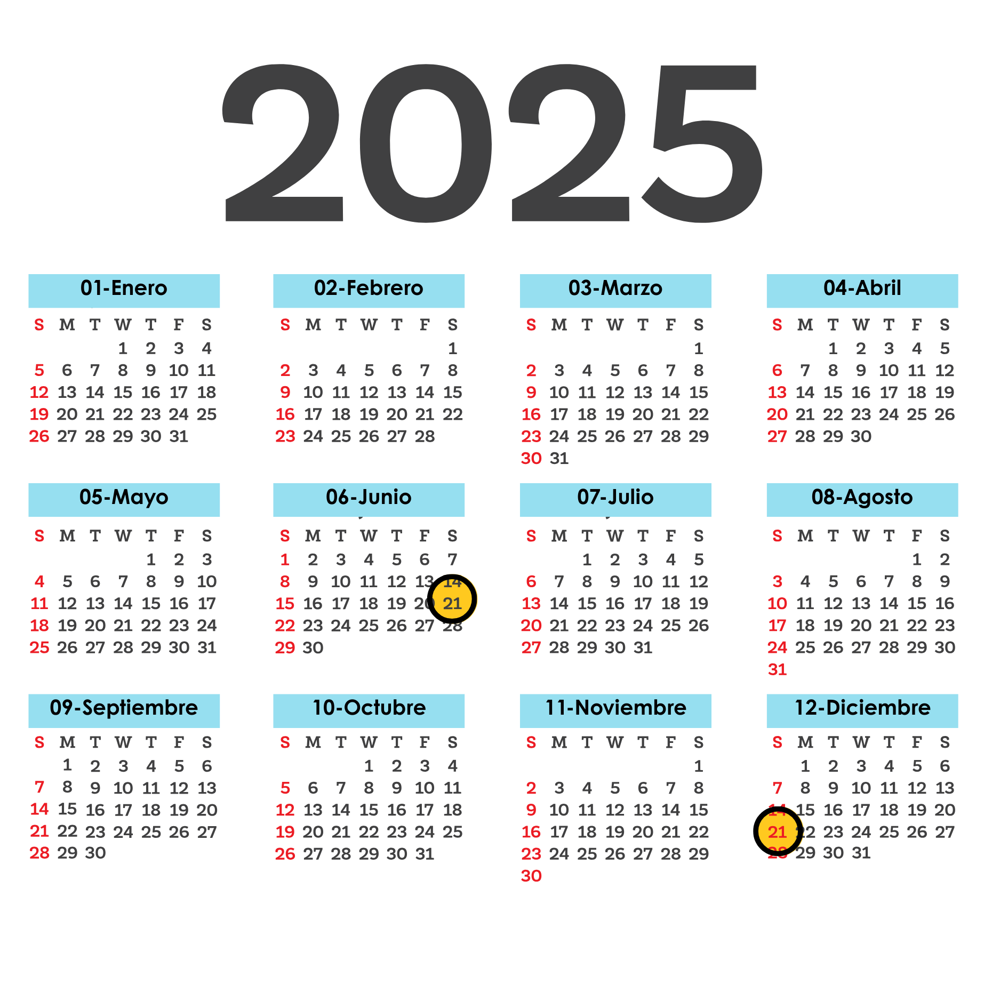 2025
01-Enero 02-Febrero 03-Marzo 04-Abril
S M T W T F S S M T W T F S S M T W T F S S M T W T F S
1 2 3 4 1 1 1 2 3 4 5
5 6 7 8 9 10 11 2 3 4 5 6 7 8 2 3 4 5 6 7 8 6 7 8 9 10 11 12
12 13 14 15 16 17 18 9 10 11 12 13 14 15 9 10 11 12 13 14 15 13 14 15 16 17 18 19
19 20 21 22 23 24 25 16 17 18 19 20 21 22 16 17 18 19 20 21 22 20 21 22 23 24 25 26
26 27 28 29 30 31 23 24 25 26 27 28 23 24 25 26 27 28 29 27 28 29 30
30 31
05-Mayo 06-Junio 07-Julio 08-Agosto
S M T W T F S S M T W T F S S M T W T F S S M T W T F S
1 2 3 1 2 3 4 5 6 7 1 2 3 4 5 1 2
4 5 6 7 8 9 10 8 9 10 11 12 13 14 6 7 8 9 10 11 12 3 4 5 6 7 8 9
11 12 13 14 15 16 17 15 16 17 18 19 20 21 13 14 15 16 17 18 19 10 11 12 13 14 15 16
18 19 20 21 22 23 24 22 23 24 25 26 27 28 20 21 22 23 24 25 26 17 18 19 20 21 22 23
25 26 27 28 29 30 31 29 30 27 28 29 30 31 24 25 26 27 28 29 30
31
09-Septiembre 10-Octubre 11-Noviembre 12-Diciembre
S M T W T F S S M T W T F S S M T W T F S S M T W T F S
1 2 3 4 5 6 1 2 3 4 1 1 2 3 4 5 6
7 8 9 10 11 12 13 5 6 7 8 9 10 11 2 3 4 5 6 7 8 7 8 9 10 11 12 13
14 15 16 17 18 19 20 12 13 14 15 16 17 18 9 10 11 12 13 14 15 14 15 16 17 18 19 20
21 22 23 24 25 26 27 19 20 21 22 23 24 25 16 17 18 19 20 21 22 21 22 23 24 25 26 27
28 29 30 26 27 28 29 30 31 23 24 25 26 27 28 29 28 29 30 31
30